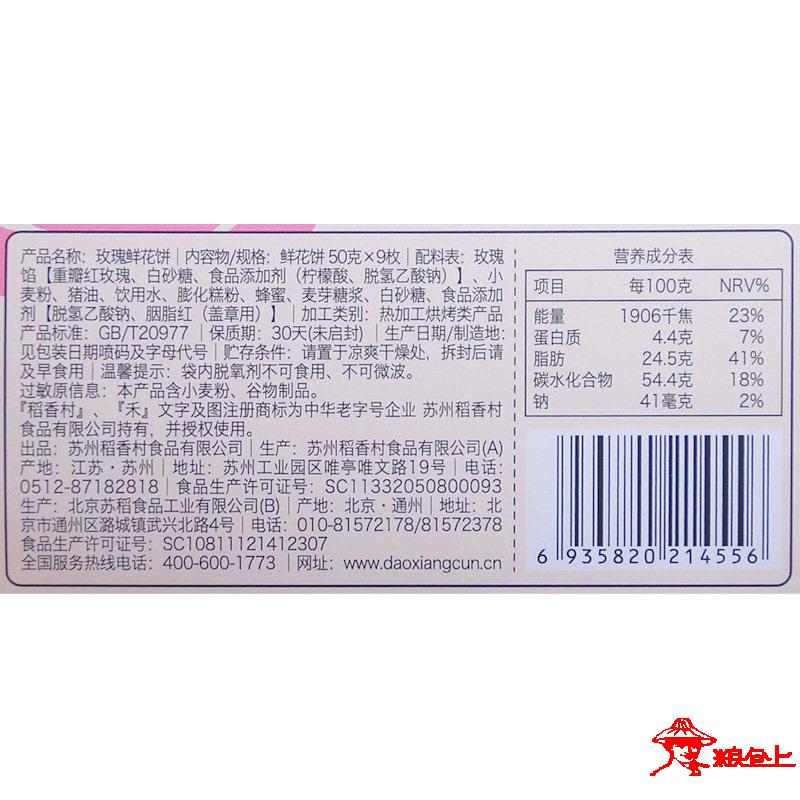 产品名称：玫瑰鲜花饼｜内容物/规格：鲜花饼 50克×9枚｜配料表：玫瑰
馅【重瓣红玫瑰、白砂糖、食品添加剂（柠檬酸、脱氢乙酸钠）】、小
麦粉、猪油、饮用水、膨化糕粉、蜂蜜、麦芽糖浆、白砂糖、食品添加
剂【脱氢乙酸钠、胭脂红（盖章用】｜加工类别：热加工烘烤类产品
产品标准：GB/T20977｜保质期：30天(未启封)｜生产日期/制造地：
见包装日期喷码及字母代号｜贮存条件：请置于凉爽干燥处，拆封后请
及早食用｜温馨提示：袋内脱氧剂不可食用、不可微波。
过敏原信息：本产品含小麦粉、谷物制品。
『稻香村』、『禾』文字及图注册商标为中华老字号企业 苏州稻香村
食品有限公司持有，并授权使用。
出品：苏州稻香村食品有限公司｜生产：苏州稻香村食品有限公司(A)
产地：江苏·苏州｜地址：苏州工业园区唯亭唯文路19号｜电话：
0512-87182818｜食品生产许可证号：SC11332050800093
生产：北京苏稻食品工业有限公司(B)｜产地：北京·通州｜地址：北
京市通州区潞城镇武兴北路4号｜电话：010-81572178/81572378
食品生产许可证号：SC10811121412307
全国服务热线电话：400-600-1773｜网址：www.daoxiangcun.cn
营养成分表
项目 每100克 NRV%
能量 1906千焦 23%
蛋白质 4.4克 7%
脂肪 24.5克 41%
碳水化合物 54.4克 18%
钠 41毫克 2%
6 935820 214556
粮仓上